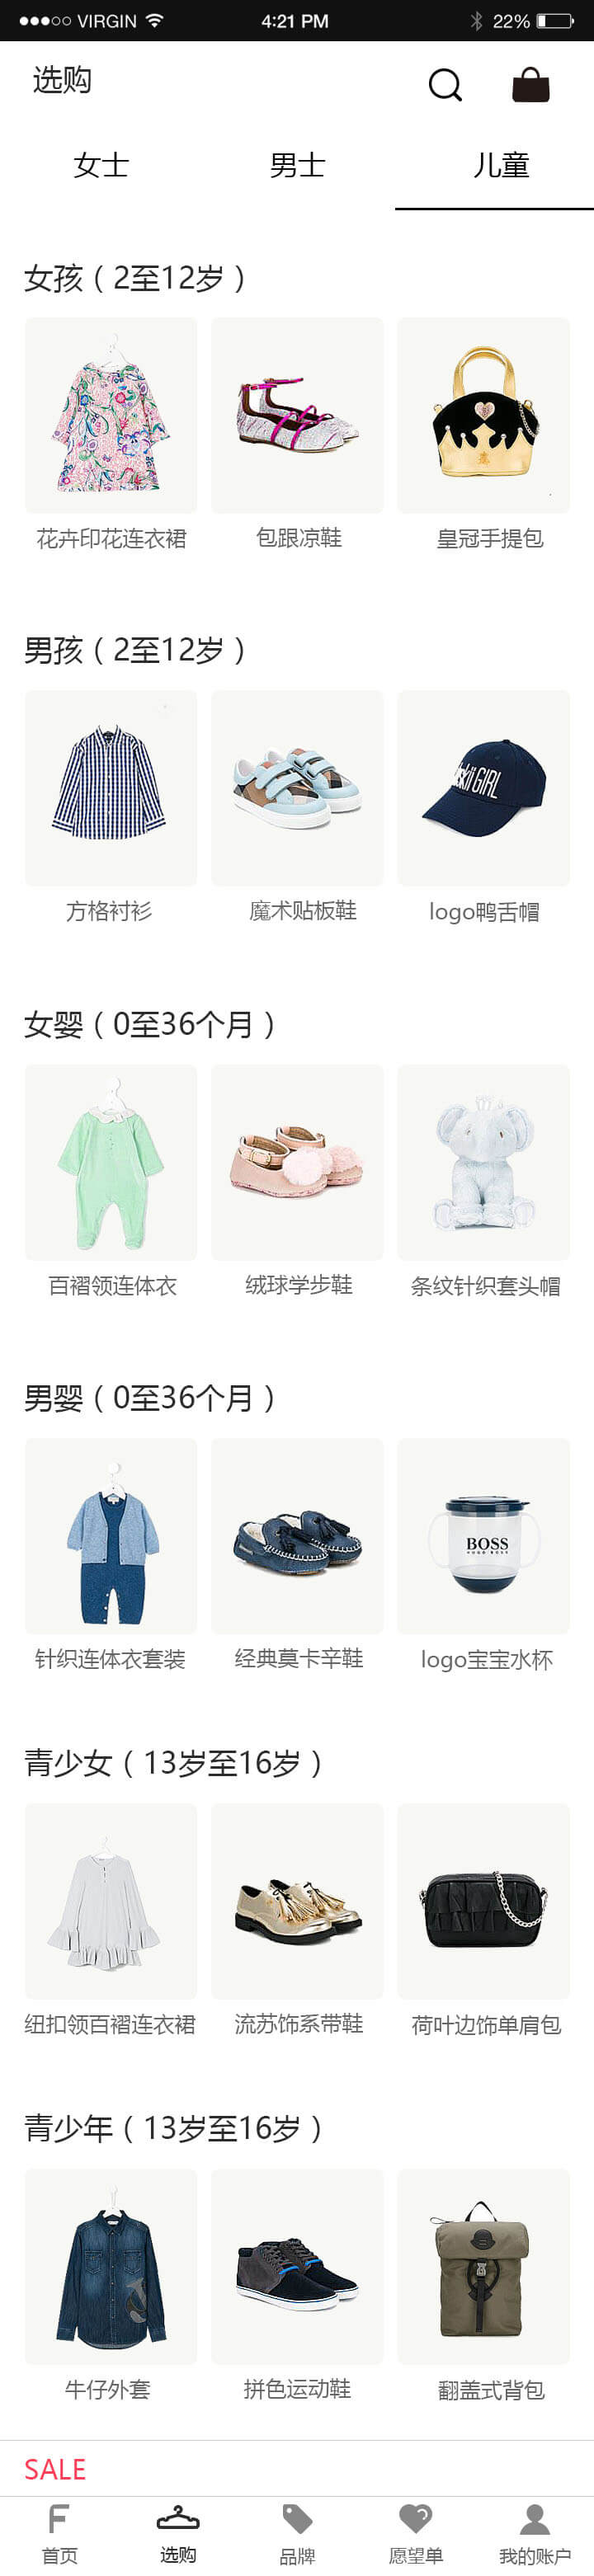 VIRGIN 4:21 PM 22%
选购
女士 男士 儿童
女孩（2至12岁）
花卉印花连衣裙 包跟凉鞋 皇冠手提包
男孩（2至12岁）
GIRL
方格衬衫 魔术贴板鞋 logo鸭舌帽
女婴（0至36个月）
百褶领连体衣 绒球学步鞋 条纹针织套头帽
男婴（0至36个月）
BOSS
HUGO BOSS
针织连体衣套装 经典莫卡辛鞋 logo宝宝水杯
青少女（13岁至16岁）
纽扣领百褶连衣裙 流苏饰系带鞋 荷叶边饰单肩包
青少年（13岁至16岁）
牛仔外套 拼色运动鞋 翻盖式背包
SALE
首页 选购 品牌 愿望单 我的账户